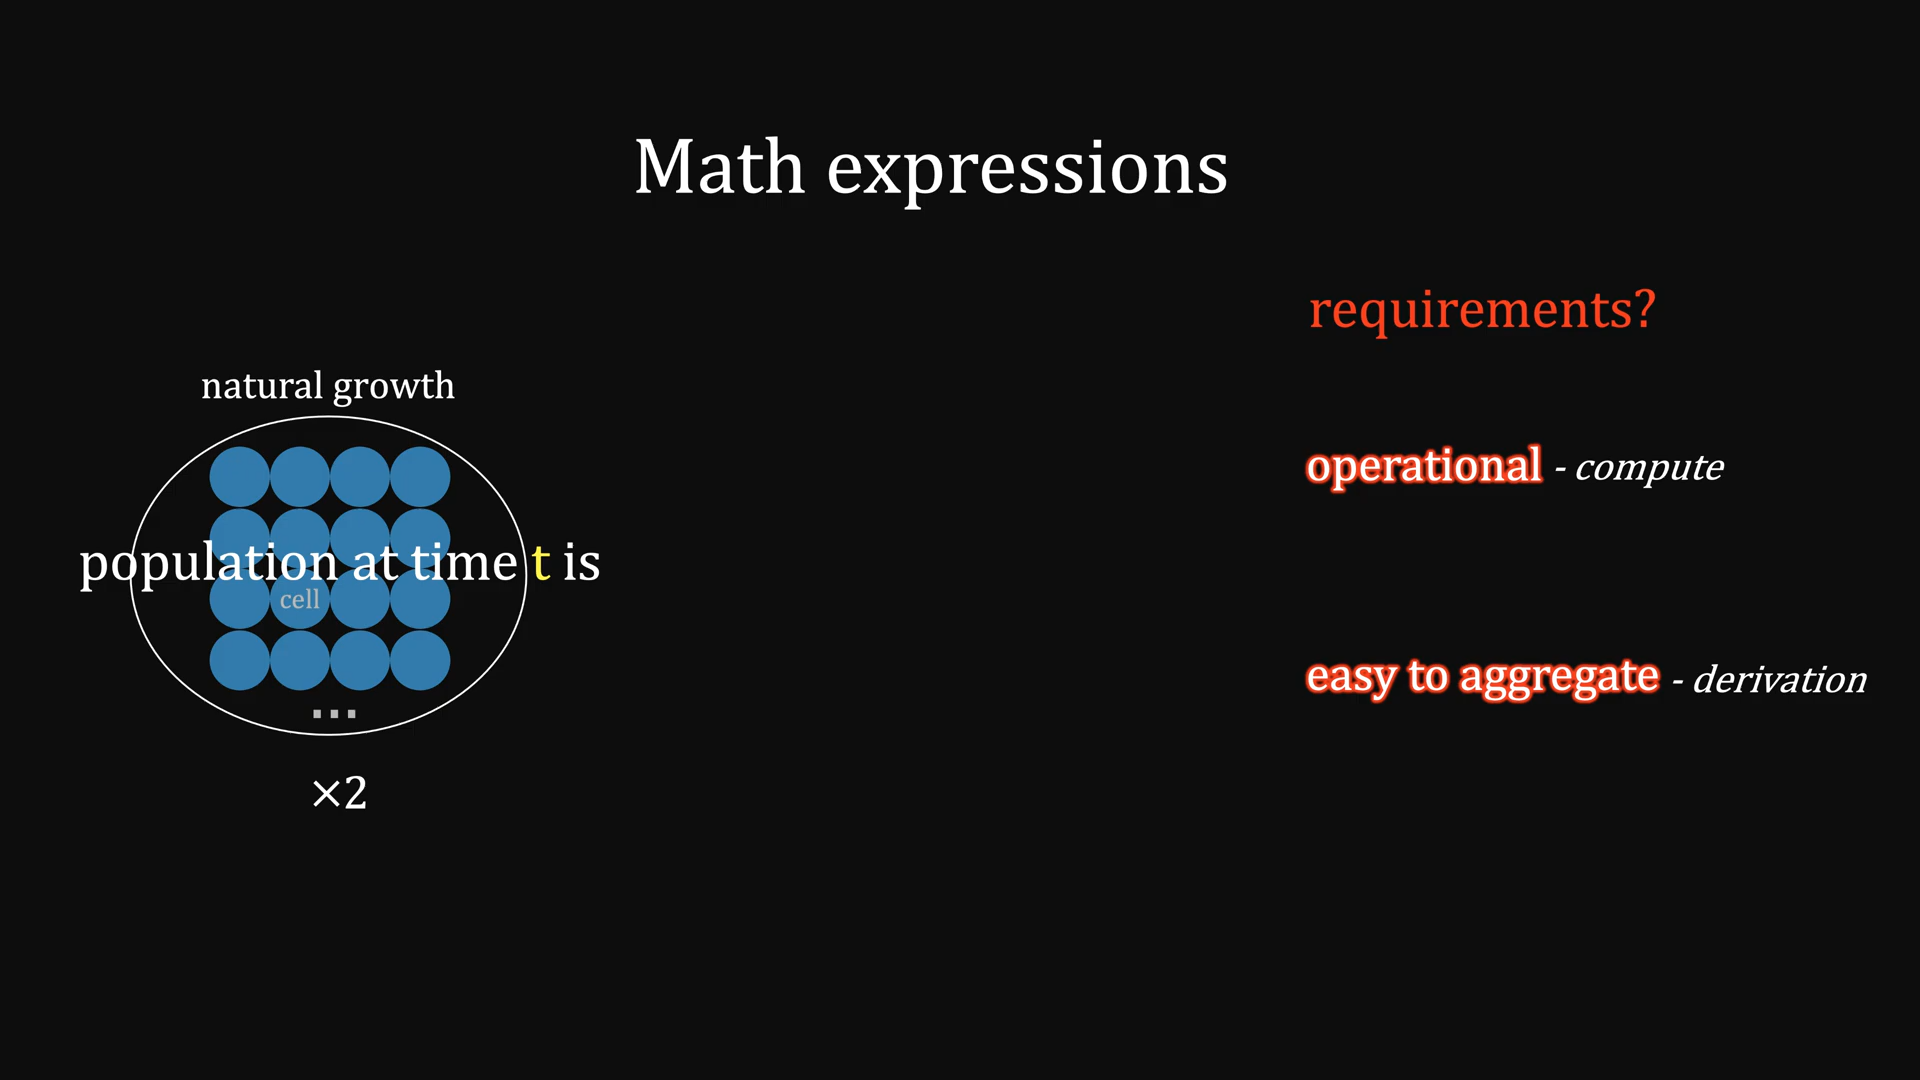 Math expressions
requirements?
natural growth
operational - compute
population at time t is
cell
easy to aggregate - derivation
...
×2